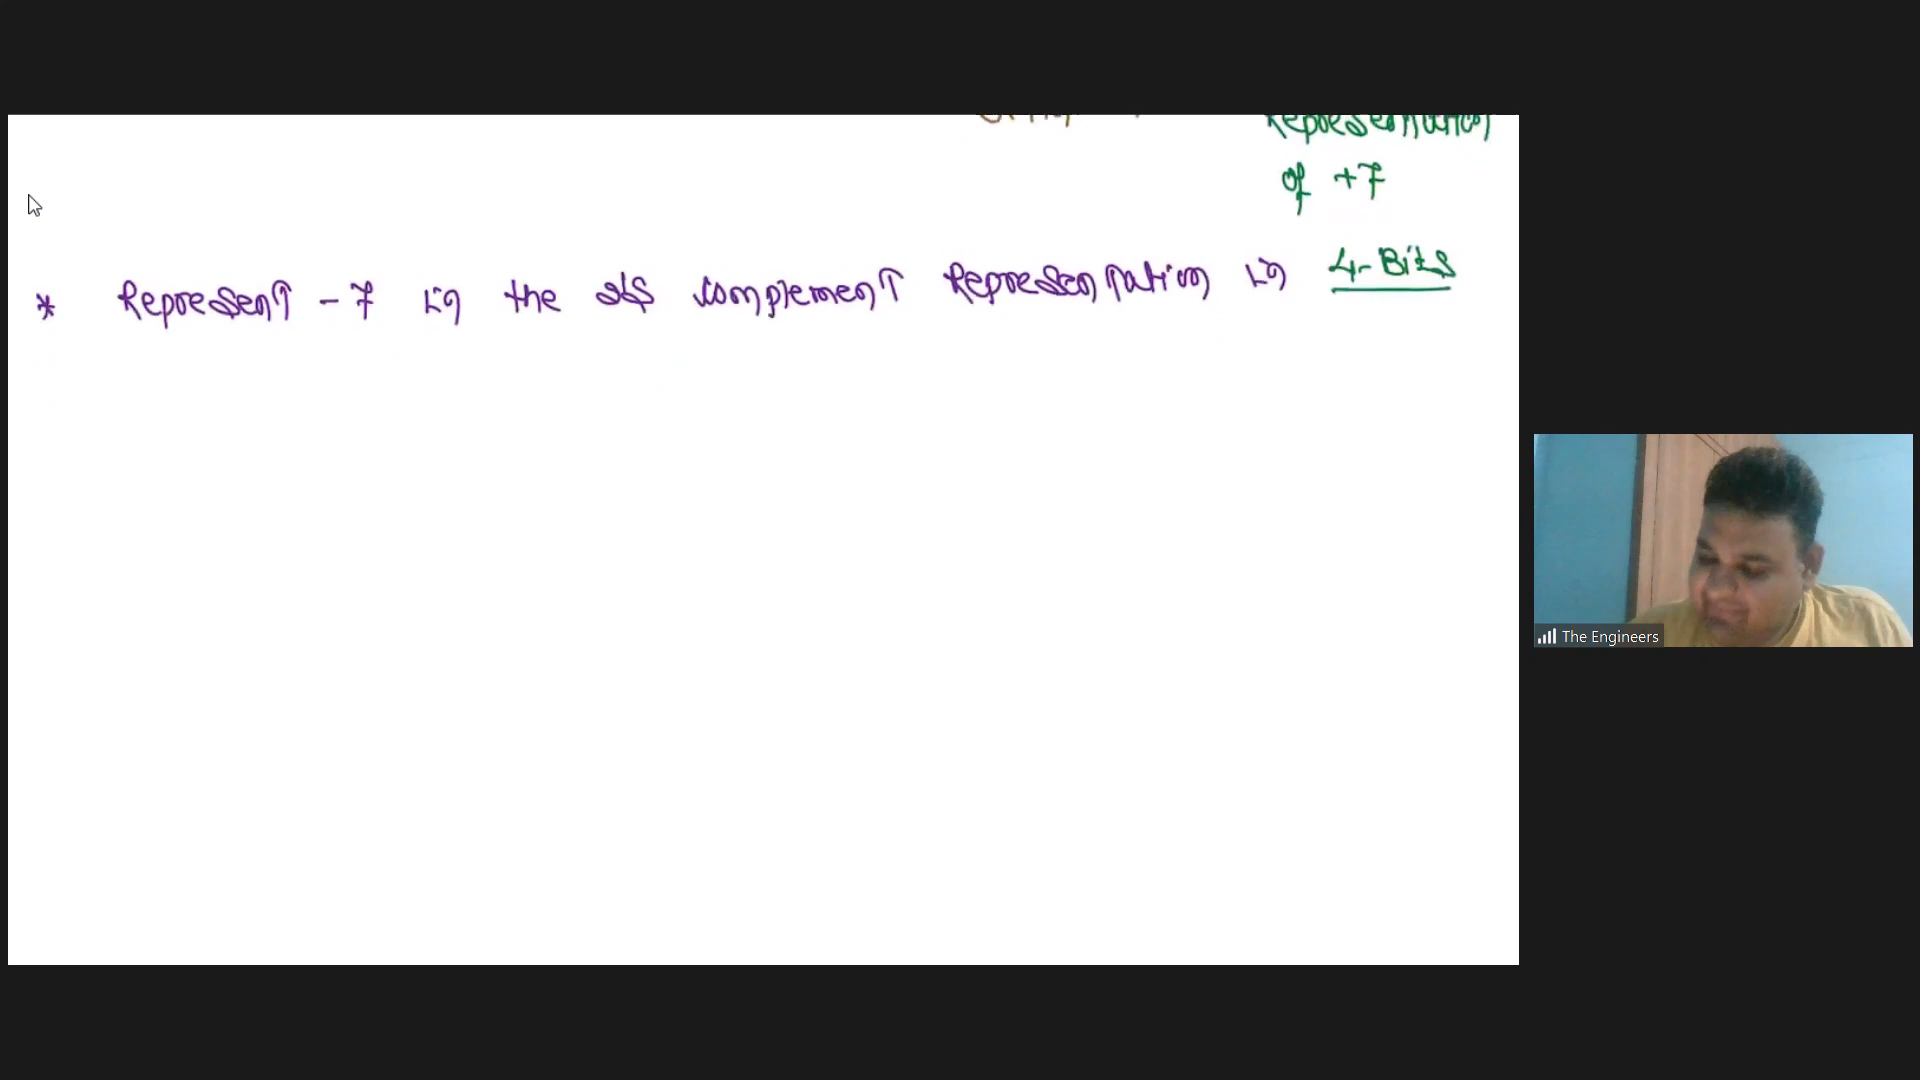 Representation
of +7
* Represent -7 in the 2's complement Representation in 4-Bits
The Engineers